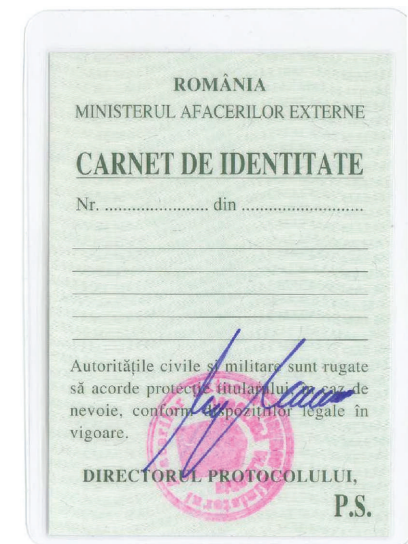 ROMÂNIA
MINISTERUL AFACERILOR EXTERNE
CARNET DE IDENTITATE
Nr. ...................... din ..........................
Autoritățile civile și militare sunt rugate
să acorde protecție titularului, în caz de
nevoie, conform dispozițiilor legale în
vigoare.
DIRECTORUL PROTOCOLULUI,
P.S.